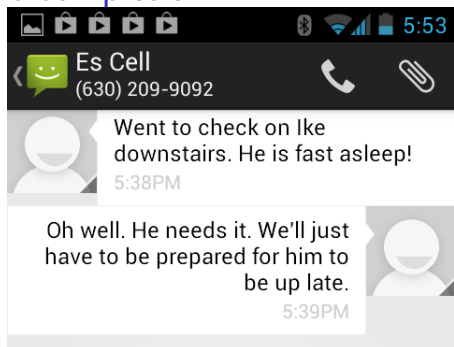 5:53
Es Cell
(630) 209-9092
Went to check on Ike
downstairs. He is fast asleep!
5:38PM
Oh well. He needs it. We'll just
have to be prepared for him to
be up late.
5:39PM